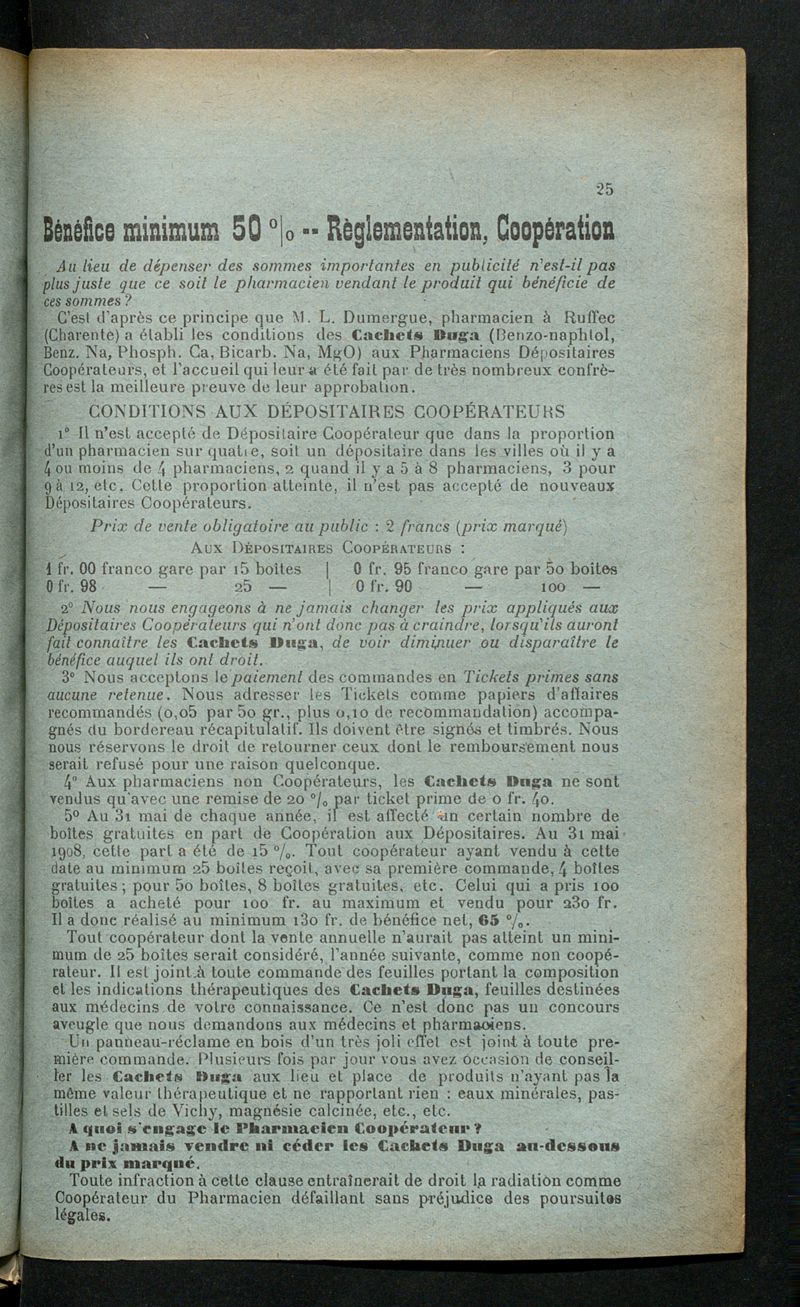 25
Bénéfice minimum 50 °|o -- Règlementation, Coopération
Au lieu de dépenser des sommes importantes en publicité n'est-il pas
plus juste que ce soit le pharmacien vendant le produit qui bénéficie de
ces sommes ?
C'est d'après ce principe que M. L. Dumergue, pharmacien à Ruffec
(Charente) a établi les conditions des Cachets Duga (Benzo-naphtol,
Benz. Na, Phosph. Ca, Bicarb. Na, MgO) aux Pharmaciens Dépositaires
Coopérateurs, et l'accueil qui leur a été fait par de très nombreux confrè-
res est la meilleure preuve de leur approbation.
CONDITIONS AUX DÉPOSITAIRES COOPÉRATEURS
1° Il n'est accepté de Dépositaire Coopérateur que dans la proportion
d'un pharmacien sur quatre, soit un dépositaire dans les villes où il y a
4 ou moins de 4 pharmaciens, 2 quand il y a 5 à 8 pharmaciens, 3 pour
9 à 12, etc. Cette proportion atteinte, il n'est pas accepté de nouveaux
Dépositaires Coopérateurs.
Prix de vente obligatoire au public : 2 francs (prix marqué)
AUX DÉPOSITAIRES COOPÉRATEURS :
1 fr. 00 franco gare par 15 boîtes | 0 fr. 95 franco gare par 50 boîtes
0 fr. 98 — 25 — | 0 fr. 90 — 100 —
2° Nous nous engageons à ne jamais changer les prix appliqués aux
Dépositaires Coopérateurs qui n'ont donc pas à craindre, lorsqu'ils auront
fait connaître les Cachets Duga, de voir diminuer ou disparaître le
bénéfice auquel ils ont droit.
3° Nous acceptons le paiement des commandes en Tickets primes sans
aucune retenue. Nous adresser les Tickets comme papiers d'affaires
recommandés (0,05 par 50 gr., plus 0,10 de recommandation) accompa-
gnés du bordereau récapitulatif. Ils doivent être signés et timbrés. Nous
nous réservons le droit de retourner ceux dont le remboursement nous
serait refusé pour une raison quelconque.
4° Aux pharmaciens non Coopérateurs, les Cachets Duga ne sont
vendus qu'avec une remise de 20 °/o par ticket prime de 0 fr. 40.
5° Au 31 mai de chaque année, il est affecté un certain nombre de
boîtes gratuites en part de Coopération aux Dépositaires. Au 31 mai
1908, cette part a été de 15 °/o. Tout coopérateur ayant vendu à cette
date au minimum 25 boîtes reçoit, avec sa première commande, 4 boîtes
gratuites ; pour 50 boîtes, 8 boîtes gratuites, etc. Celui qui a pris 100
boîtes a acheté pour 100 fr. au maximum et vendu pour 230 fr.
Il a donc réalisé au minimum 130 fr. de bénéfice net, 65 °/o.
Tout coopérateur dont la vente annuelle n'aurait pas atteint un mini-
mum de 25 boîtes serait considéré, l'année suivante, comme non coopé-
rateur. Il est joint à toute commande des feuilles portant la composition
et les indications thérapeutiques des Cachets Duga, feuilles destinées
aux médecins de votre connaissance. Ce n'est donc pas un concours
aveugle que nous demandons aux médecins et pharmaciens.
Un panneau-réclame en bois d'un très joli effet est joint à toute pre-
mière commande. Plusieurs fois par jour vous avez occasion de conseil-
ler les Cachets Duga aux lieu et place de produits n'ayant pas la
même valeur thérapeutique et ne rapportant rien : eaux minérales, pas-
tilles et sels de Vichy, magnésie calcinée, etc., etc.
A quoi s'engage le Pharmacien Coopérateur ?
A ne jamais vendre ni céder les Cachets Duga au-dessous
du prix marqué.
Toute infraction à cette clause entraînerait de droit la radiation comme
Coopérateur du Pharmacien défaillant sans préjudice des poursuites
légales.